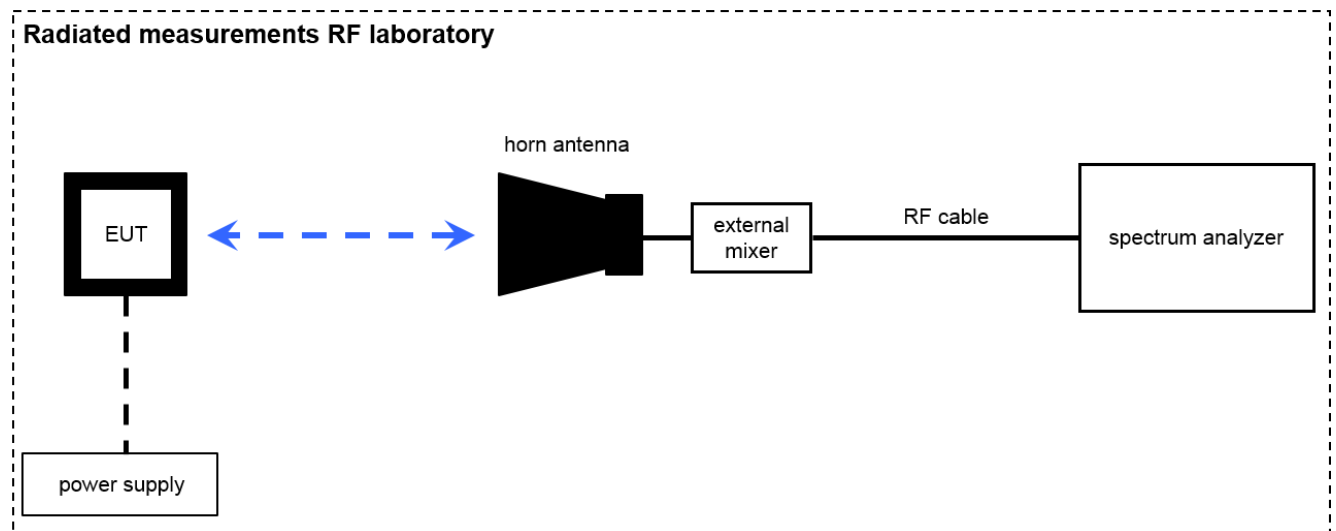 Radiated measurements RF laboratory
horn antenna
EUT
external
mixer
RF cable
spectrum analyzer
power supply